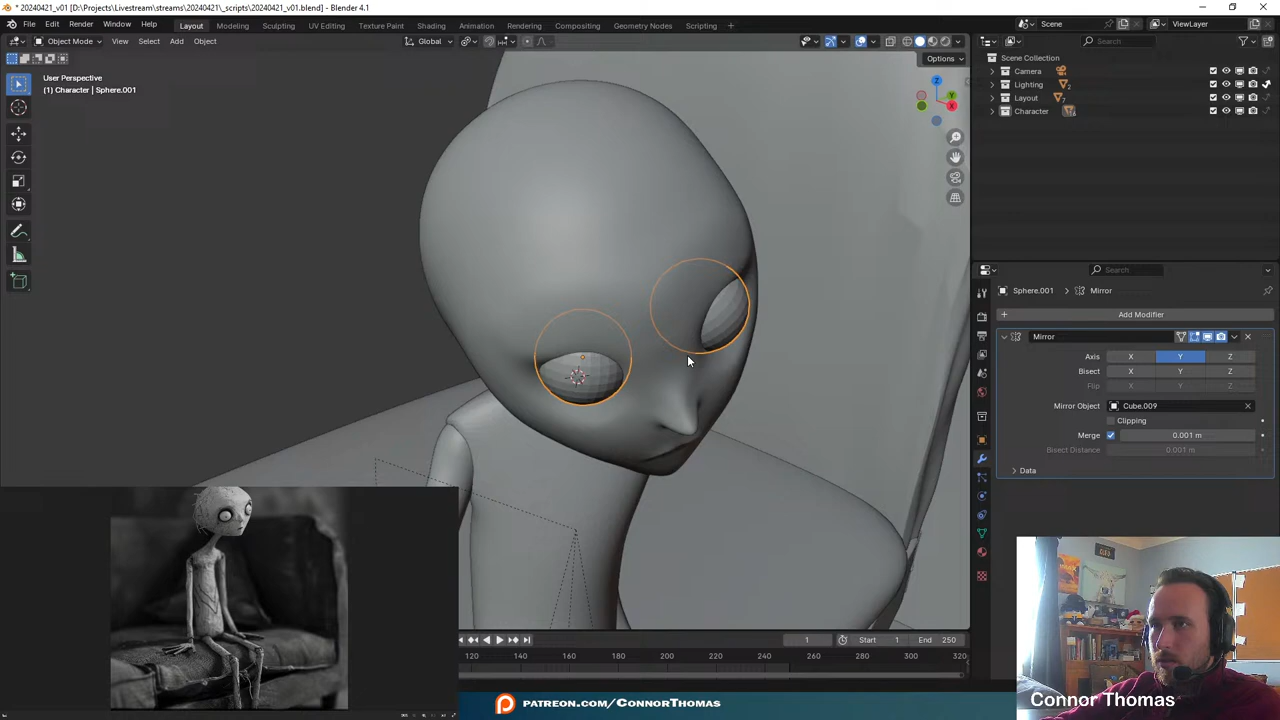 * 20240421_v01 [D:\Projects\Livestream\streams\20240421\_scripts\20240421_v01.blend] - Blender 4.1
File Edit Render Window Help
Layout Modeling Sculpting UV Editing Texture Paint Shading Animation Rendering Compositing Geometry Nodes Scripting +
Scene
ViewLayer
Object Mode View Select Add Object
Global
Search
Options
User Perspective
(1) Character | Sphere.001
Z
Y
X
Scene Collection
Camera
Lighting 2
Layout
Character
Search
Sphere.001 > Mirror
+ Add Modifier
Mirror
Axis X Y Z
Bisect X Y Z
Flip X Y Z
Mirror Object Cube.009
Clipping
Merge 0.001 m
Bisect Distance 0.001 m
Data
1 Start 1 End 250
120 140 160 180 200 220 240 260 280 300 320
PATREON.COM/CONNORTHOMAS
Connor Thomas